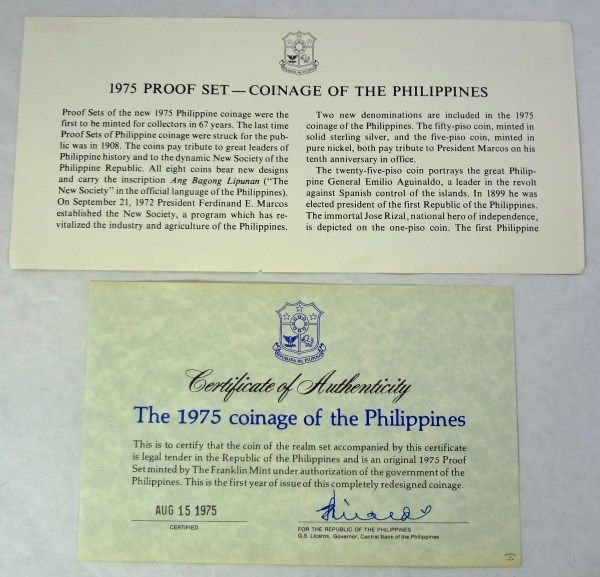 1975 PROOF SET — COINAGE OF THE PHILIPPINES
Proof Sets of the new 1975 Philippine coinage were the
first to be minted for collectors in 67 years. The last time
Proof Sets of Philippine coinage were struck for the pub-
lic was in 1908. The coins pay tribute to great leaders of
Philippine history and to the dynamic New Society of the
Philippine Republic. All eight coins bear new designs
and carry the inscription Ang Bagong Lipunan ("The
New Society" in the official language of the Philippines).
On September 21, 1972 President Ferdinand E. Marcos
established the New Society, a program which has re-
vitalized the industry and agriculture of the Philippines.
Two new denominations are included in the 1975
coinage of the Philippines. The fifty-piso coin, minted in
solid sterling silver, and the five-piso coin, minted in
pure nickel, both pay tribute to President Marcos on his
tenth anniversary in office.
The twenty-five-piso coin portrays the great Philip-
pine General Emilio Aguinaldo, a leader in the revolt
against Spanish control of the islands. In 1899 he was
elected president of the first Republic of the Philippines.
The immortal Jose Rizal, national hero of independence,
is depicted on the one-piso coin. The first Philippine
REPUBLIKA NG PILIPINAS
Certificate of Authenticity
The 1975 coinage of the Philippines
This is to certify that the coin of the realm set accompanied by this certificate
is legal tender in the Republic of the Philippines and is an original 1975 Proof
Set minted by The Franklin Mint under authorization of the government of the
Philippines. This is the first year of issue of this completely redesigned coinage.
AUG 15 1975
CERTIFIED
FOR THE REPUBLIC OF THE PHILIPPINES
G.S. Licaros, Governor, Central Bank of the Philippines